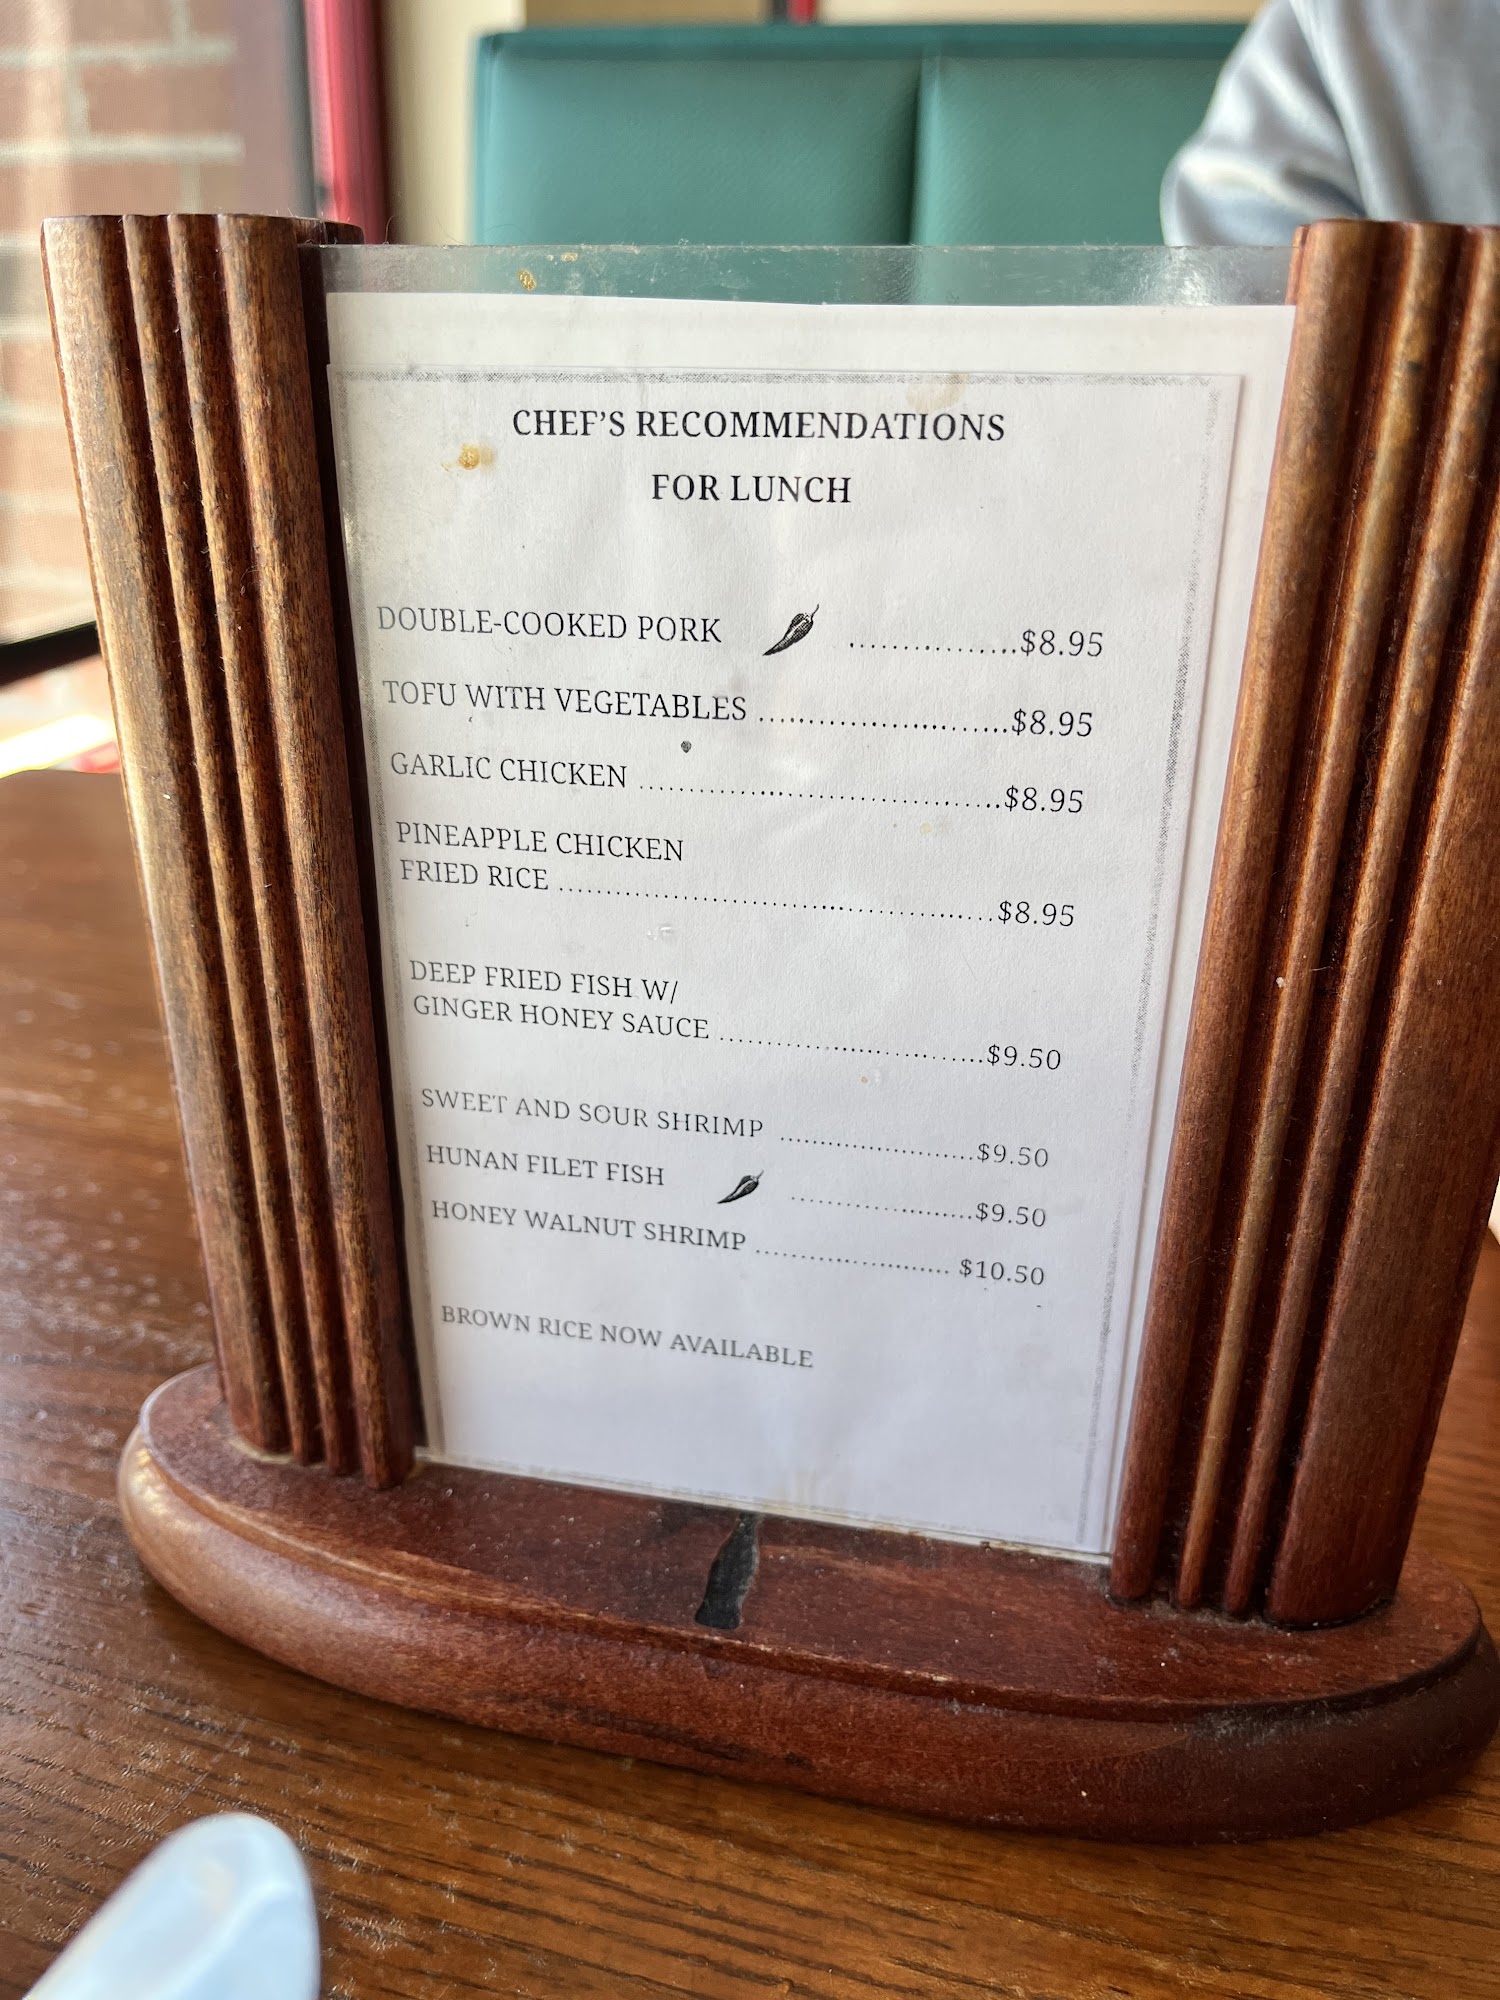 CHEF'S RECOMMENDATIONS
FOR LUNCH
DOUBLE-COOKED PORK ................$8.95
TOFU WITH VEGETABLES ........................$8.95
GARLIC CHICKEN ....................................$8.95
PINEAPPLE CHICKEN
FRIED RICE ..........................................$8.95
DEEP FRIED FISH W/
GINGER HONEY SAUCE ..........................$9.50
SWEET AND SOUR SHRIMP ......................$9.50
HUNAN FILET FISH .....................$9.50
HONEY WALNUT SHRIMP ....................... $10.50
BROWN RICE NOW AVAILABLE